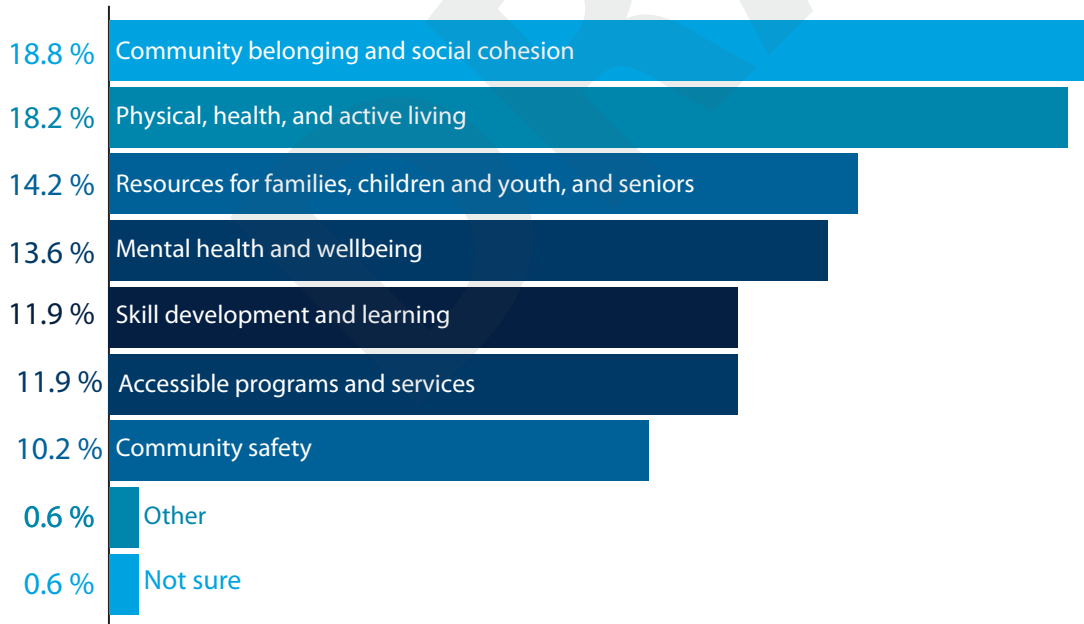 18.8 % Community belonging and social cohesion
18.2 % Physical, health, and active living
14.2 % Resources for families, children and youth, and seniors
13.6 % Mental health and wellbeing
11.9 % Skill development and learning
11.9 % Accessible programs and services
10.2 % Community safety
0.6 % Other
0.6 % Not sure